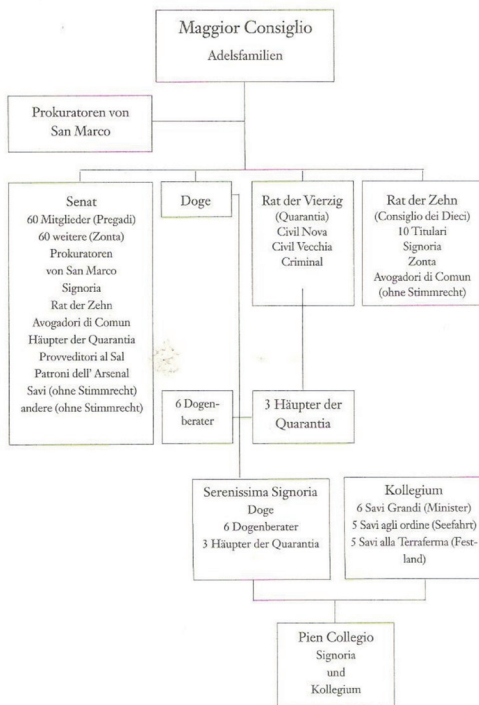 Maggior Consiglio
Adelsfamilien
Prokuratoren von
San Marco
Senat
60 Mitglieder (Pregadi)
60 weitere (Zonta)
Prokuratoren
von San Marco
Signoria
Rat der Zehn
Avogadori di Comun
Häupter der Quarantia
Provveditori al Sal
Patroni dell' Arsenal
Savi (ohne Stimmrecht)
andere (ohne Stimmrecht)
Doge
Rat der Vierzig
(Quarantia)
Civil Nova
Civil Vecchia
Criminal
Rat der Zehn
(Consiglio dei Dieci)
10 Titulari
Signoria
Zonta
Avogadori di Comun
(ohne Stimmrecht)
6 Dogen-
berater
3 Häupter der
Quarantia
Serenissima Signoria
Doge
6 Dogenberater
3 Häupter der Quarantia
Kollegium
6 Savi Grandi (Minister)
5 Savi agli ordine (Seefahrt)
5 Savi alla Terraferma (Fest-
land)
Pien Collegio
Signoria
und
Kollegium